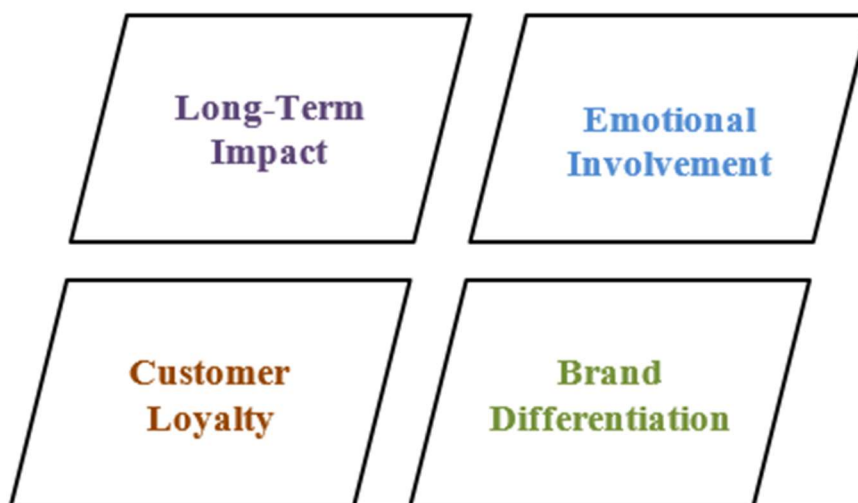 Long-Term
Impact
Emotional
Involvement
Customer
Loyalty
Brand
Differentiation